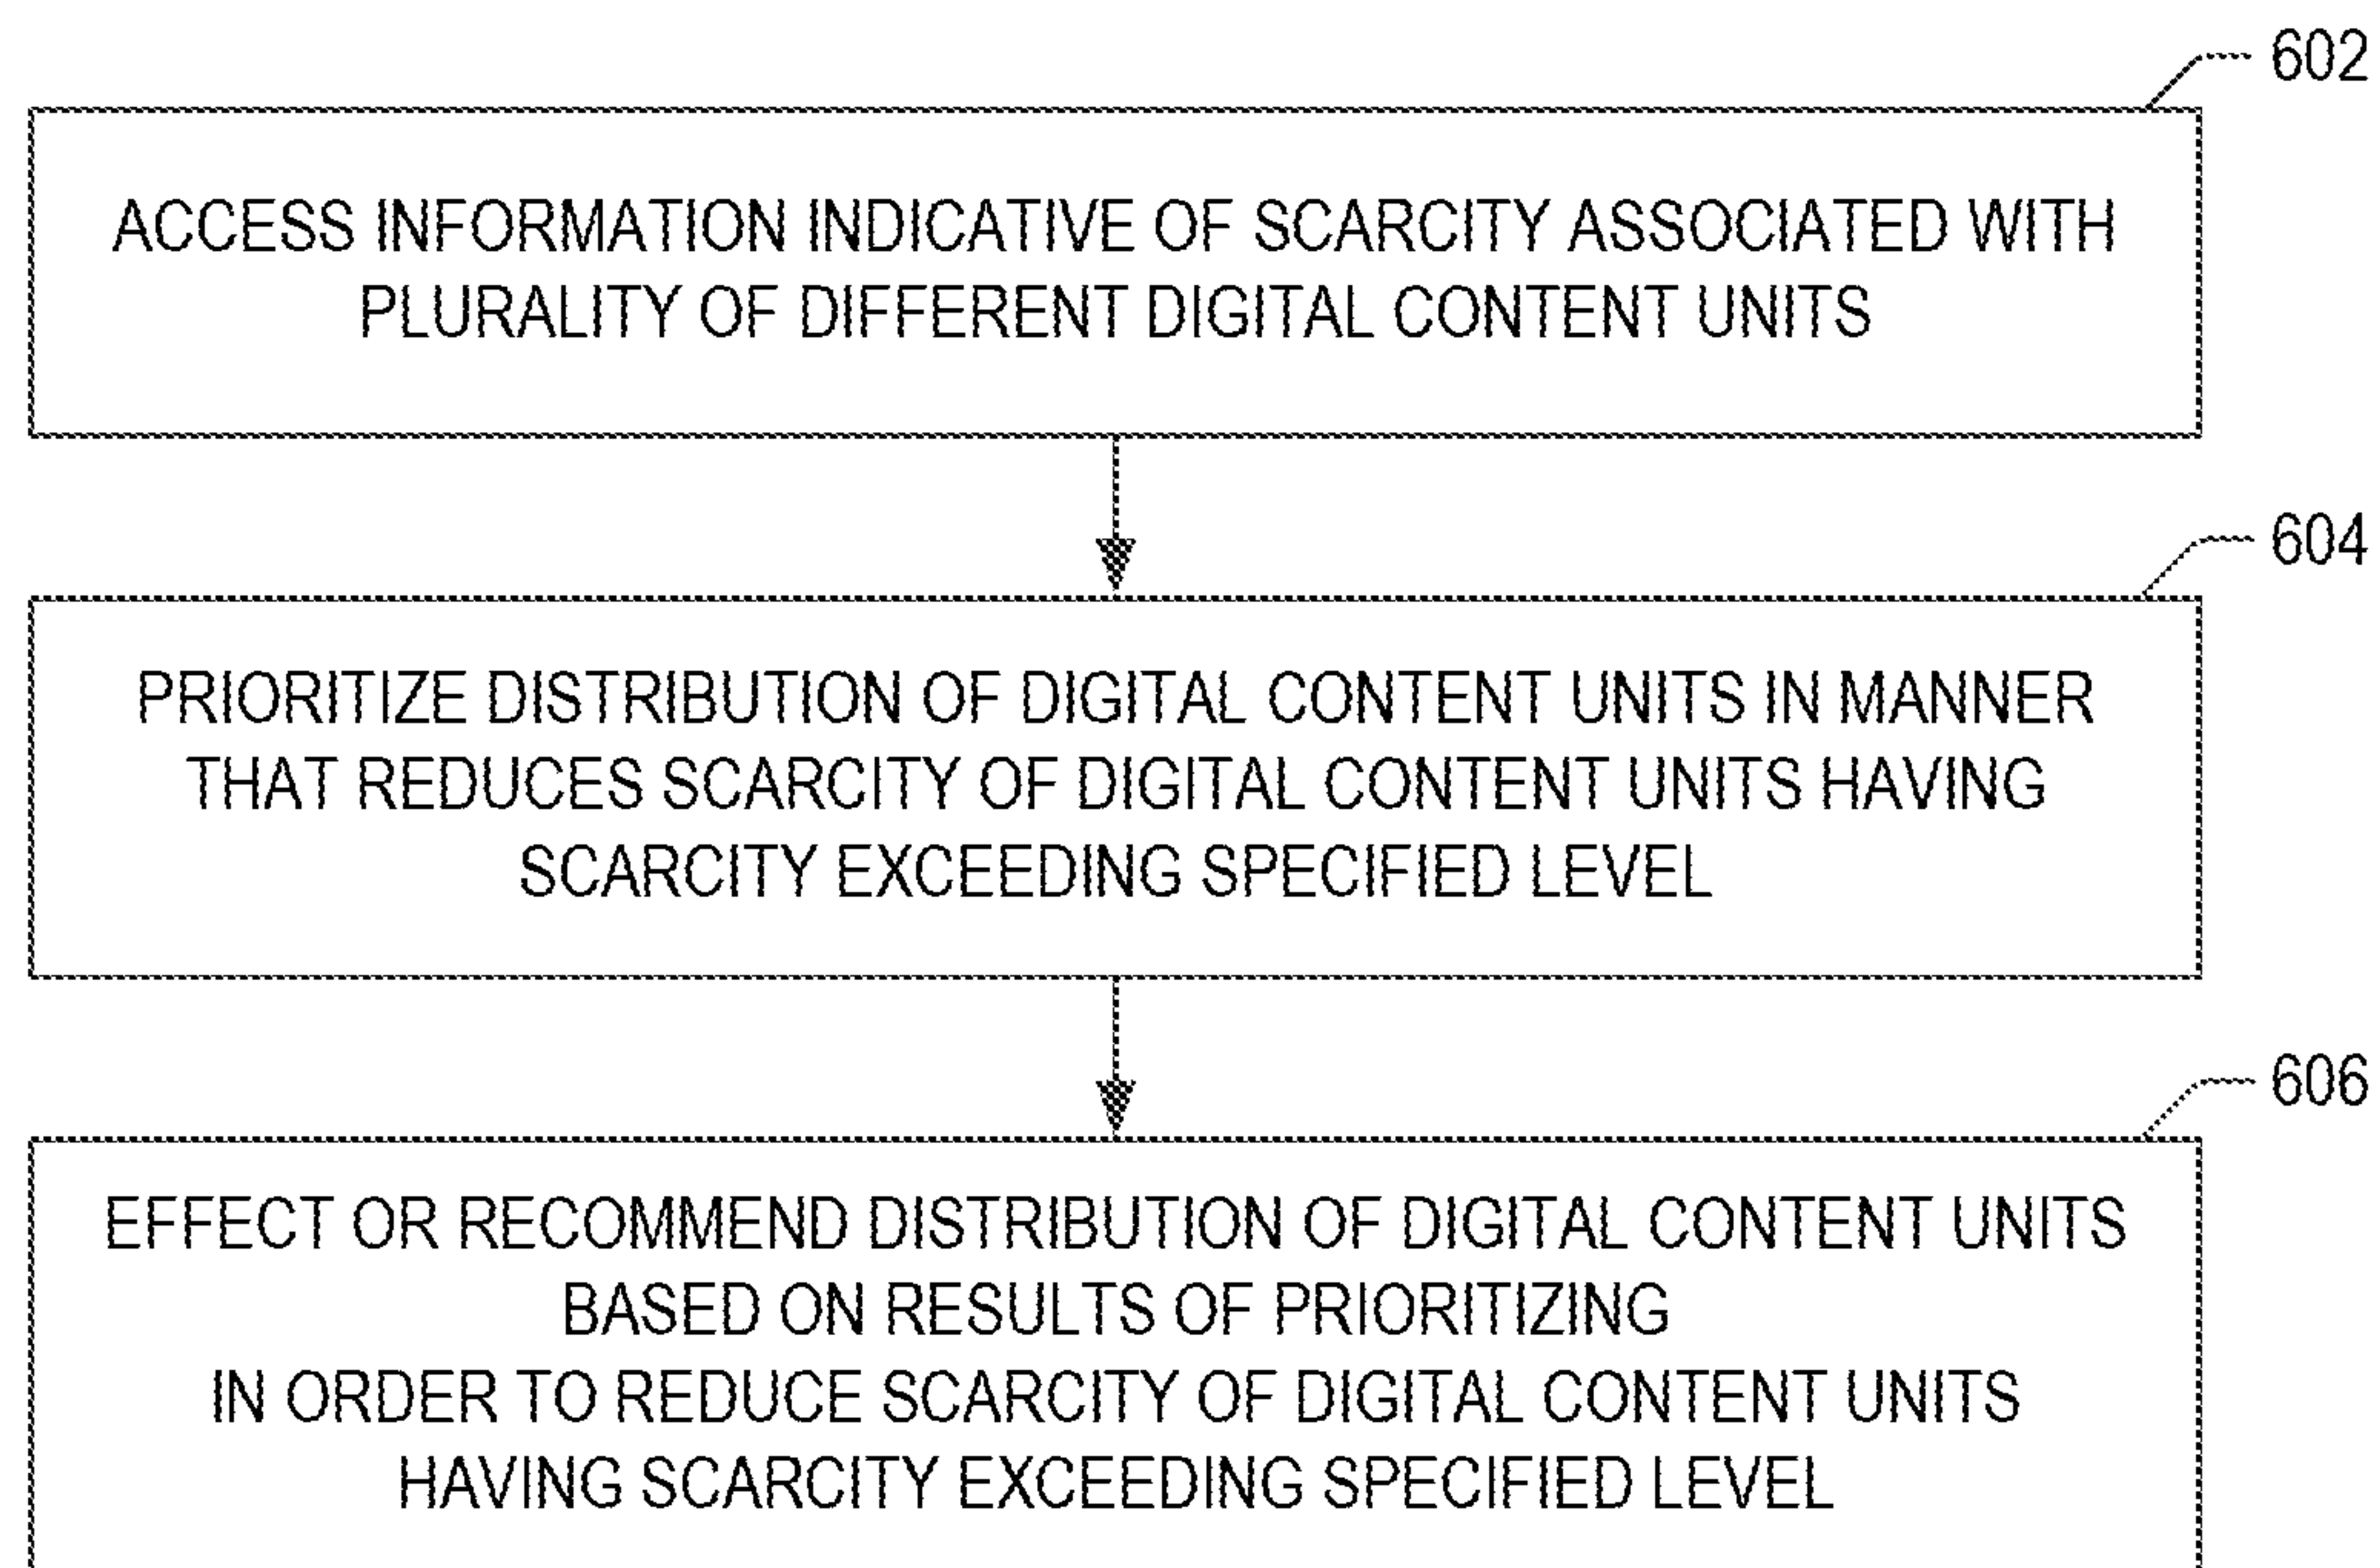 602
ACCESS INFORMATION INDICATIVE OF SCARCITY ASSOCIATED WITH
PLURALITY OF DIFFERENT DIGITAL CONTENT UNITS
604
PRIORITIZE DISTRIBUTION OF DIGITAL CONTENT UNITS IN MANNER
THAT REDUCES SCARCITY OF DIGITAL CONTENT UNITS HAVING
SCARCITY EXCEEDING SPECIFIED LEVEL
606
EFFECT OR RECOMMEND DISTRIBUTION OF DIGITAL CONTENT UNITS
BASED ON RESULTS OF PRIORITIZING
IN ORDER TO REDUCE SCARCITY OF DIGITAL CONTENT UNITS
HAVING SCARCITY EXCEEDING SPECIFIED LEVEL